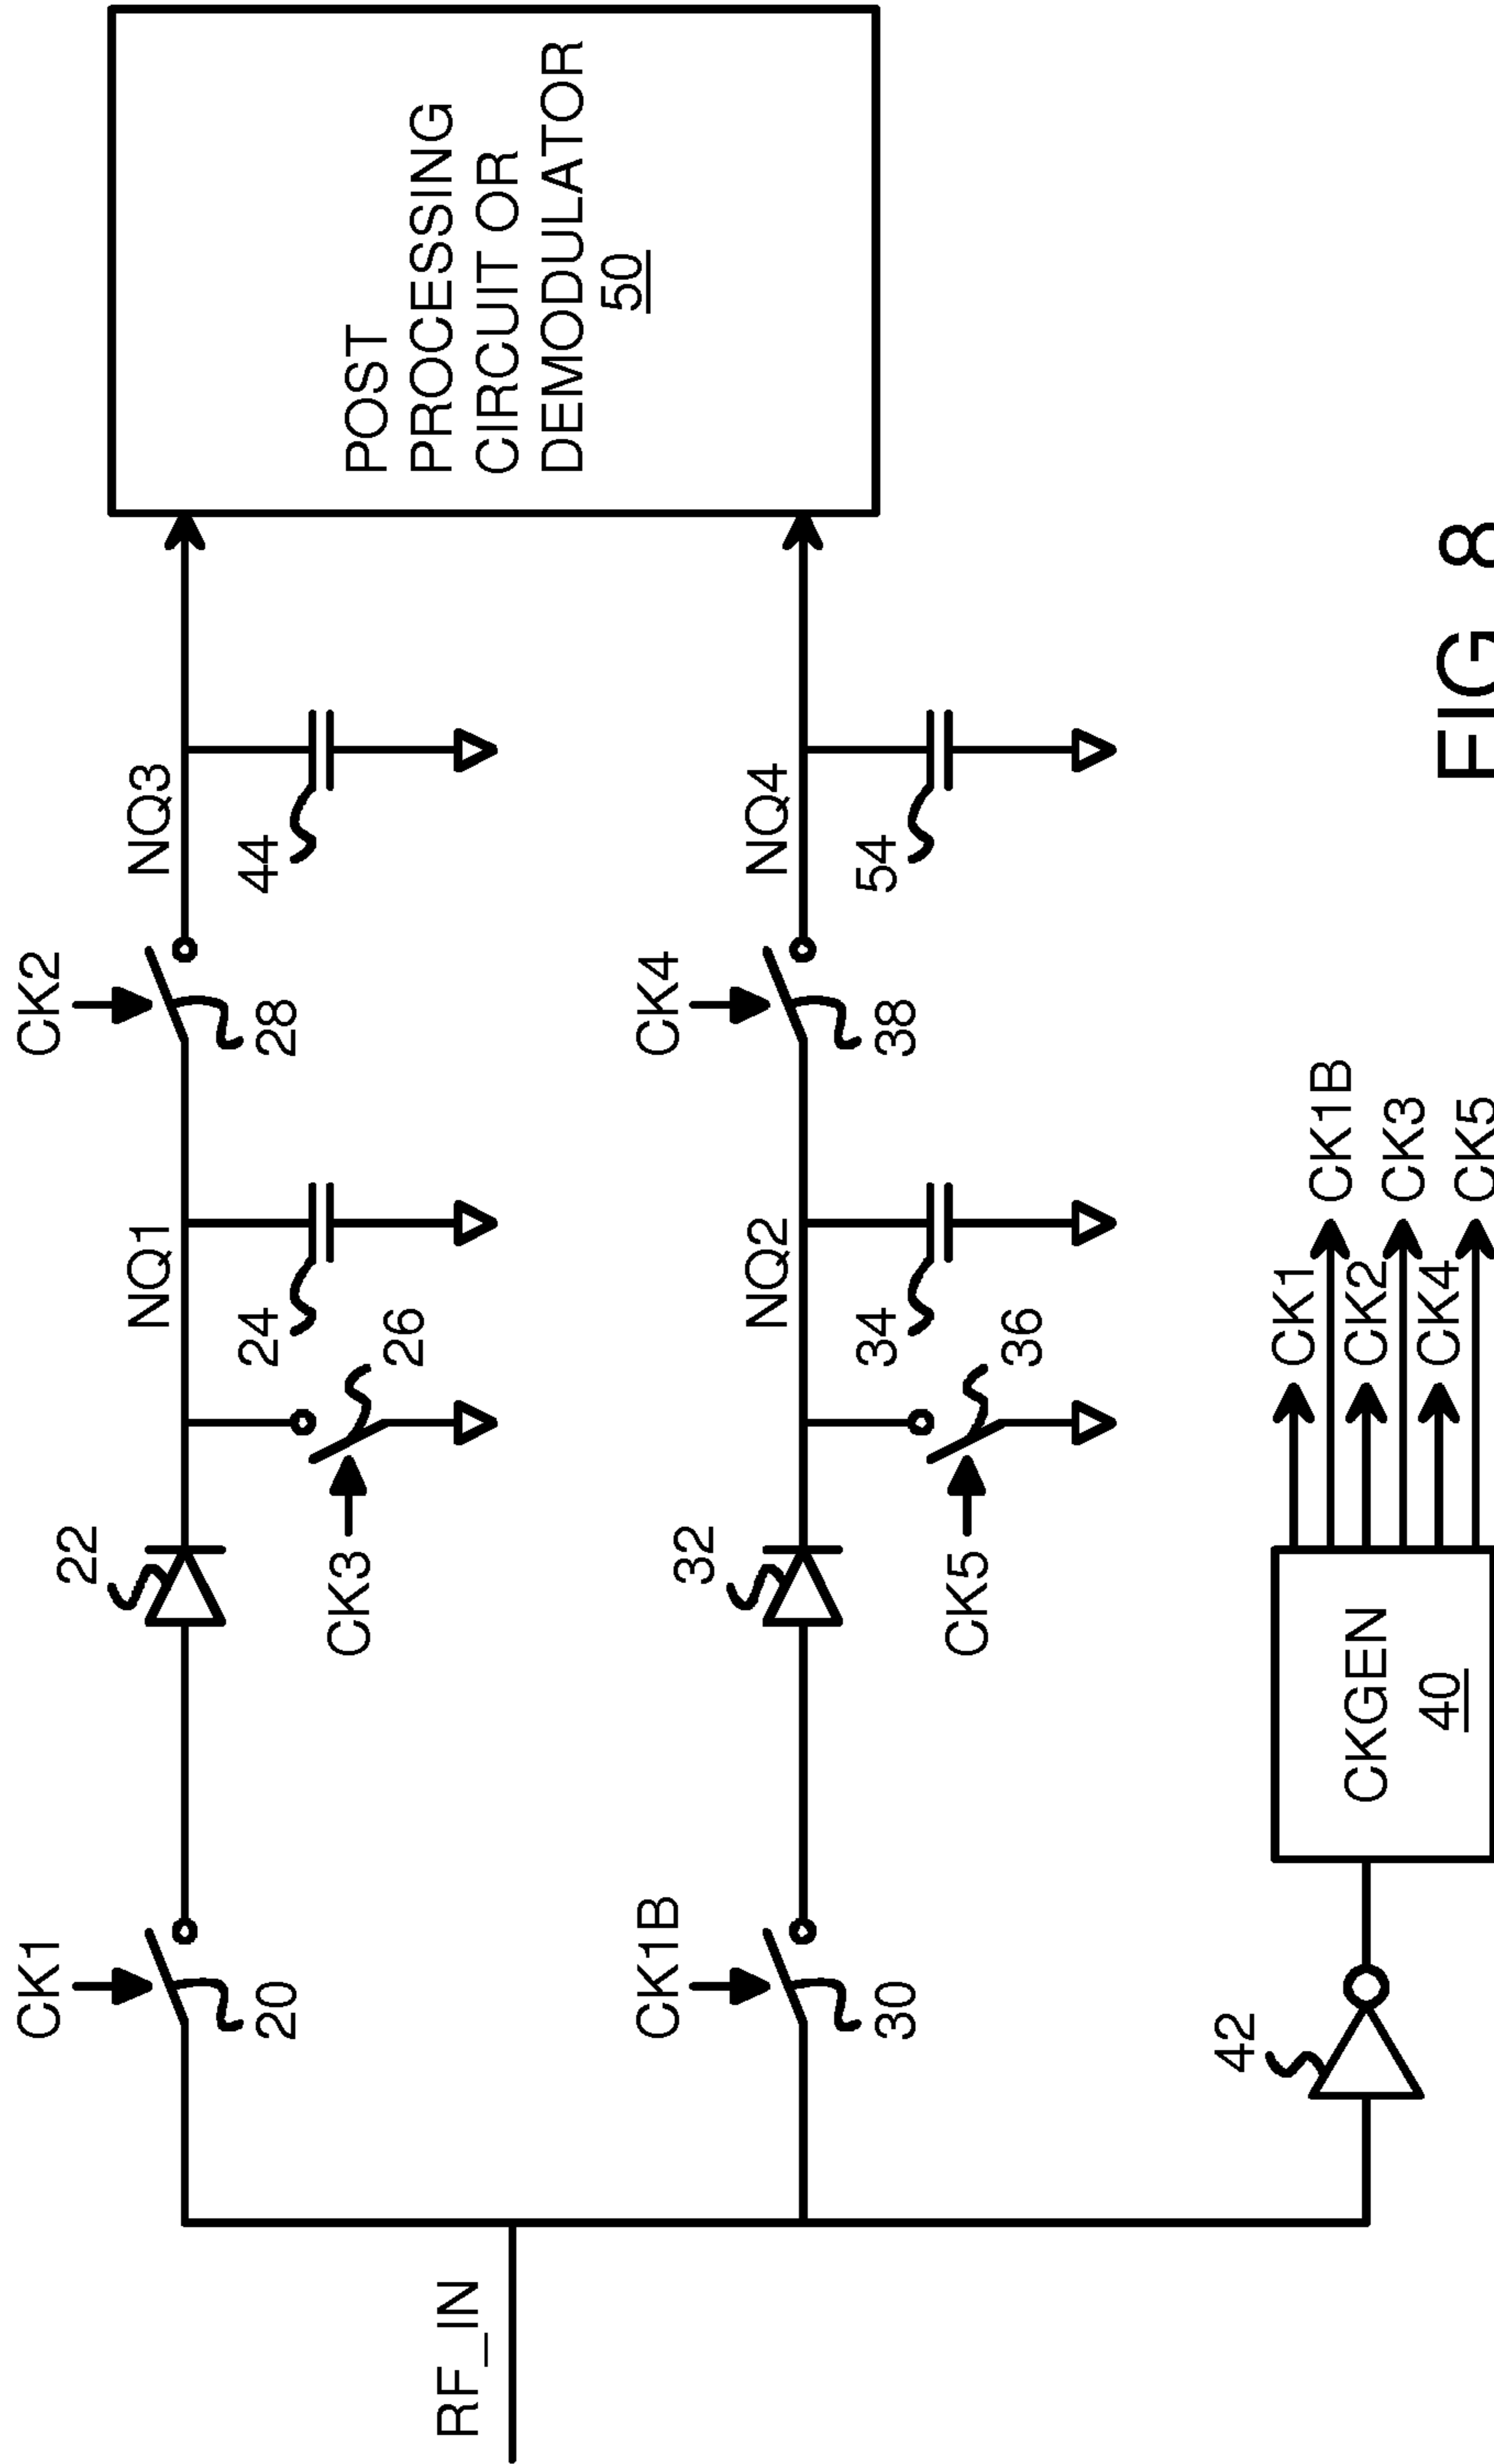 CK1
CK2
20
22
CK3
26
24
NQ1
28
NQ3
44
POST
PROCESSING
CIRCUIT OR
DEMODULATOR
50
RF_IN
CK1B
CK4
30
32
CK5
36
34
NQ2
38
NQ4
54
42
CKGEN
40
CK1
CK1B
CK2
CK3
CK4
CK5
FIG. 8